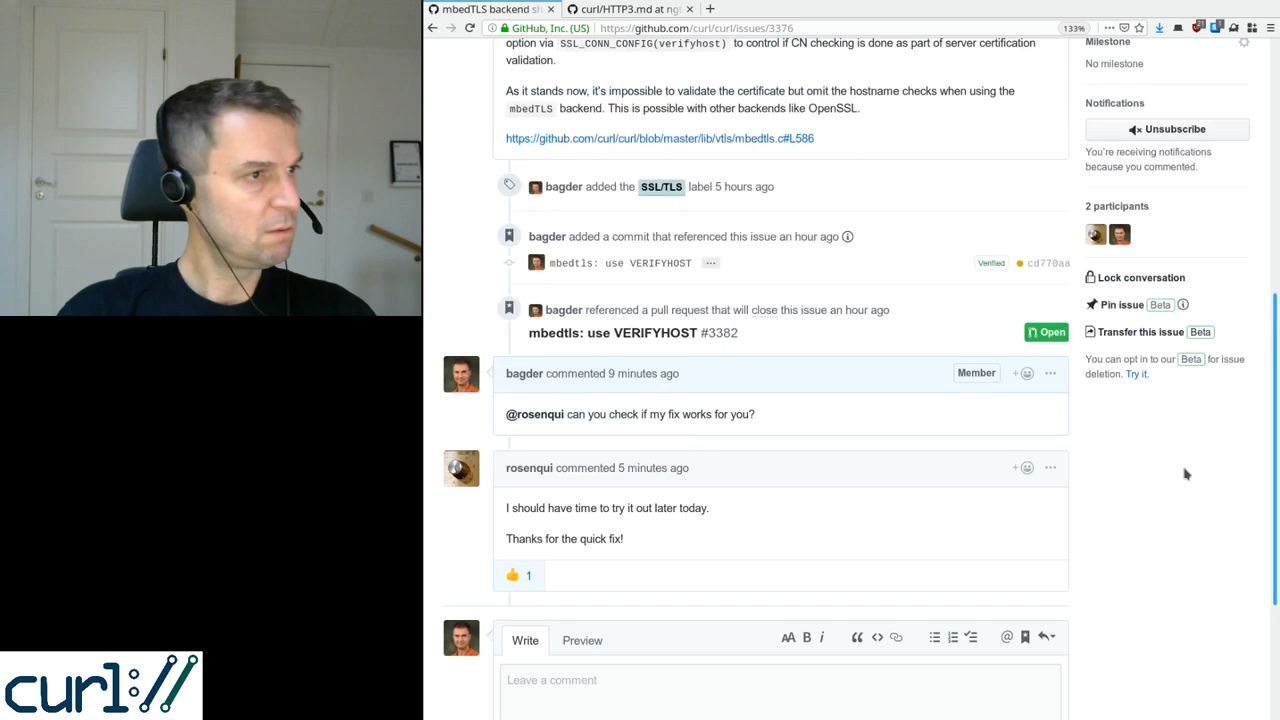 mbedTLS backend sh
curl/HTTP3.md at ngt
GitHub, Inc. (US)
https://github.com/curl/curl/issues/3376
133%
option via SSL_CONN_CONFIG(verifyhost) to control if CN checking is done as part of server certification
validation.
As it stands now, it's impossible to validate the certificate but omit the hostname checks when using the
mbedTLS backend. This is possible with other backends like OpenSSL.
https://github.com/curl/curl/blob/master/lib/vtls/mbedtls.c#L586
bagder added the SSL/TLS label 5 hours ago
bagder added a commit that referenced this issue an hour ago
mbedtls: use VERIFYHOST ...
Verified
cd770aa
bagder referenced a pull request that will close this issue an hour ago
mbedtls: use VERIFYHOST #3382
Open
bagder commented 9 minutes ago
Member
@rosenqui can you check if my fix works for you?
rosenqui commented 5 minutes ago
I should have time to try it out later today.
Thanks for the quick fix!
1
Write
Preview
AA B i
Leave a comment
Milestone
No milestone
Notifications
Unsubscribe
You're receiving notifications
because you commented.
2 participants
Lock conversation
Pin issue Beta
Transfer this issue Beta
You can opt in to our Beta for issue
deletion. Try it.
curl://